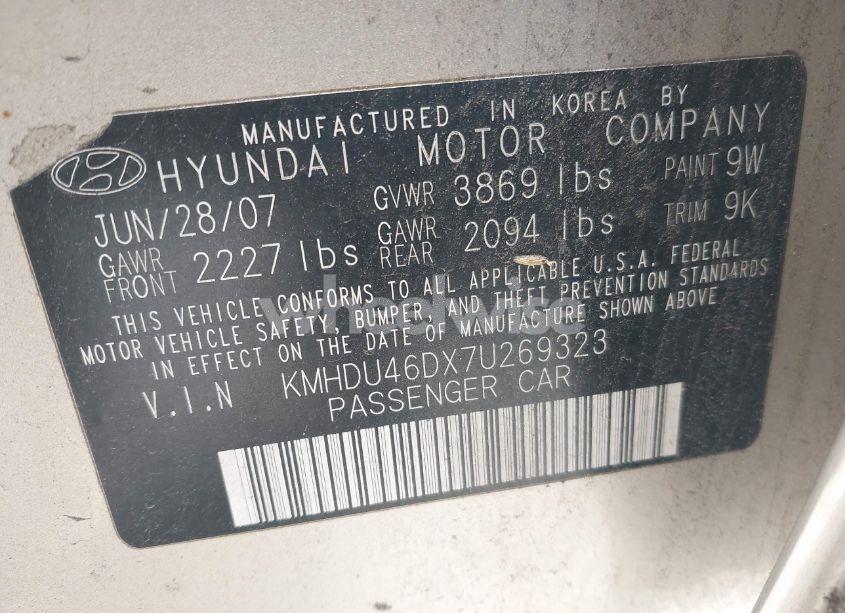 MANUFACTURED IN KOREA BY
HYUNDAI MOTOR COMPANY
JUN/28/07 GVWR 3869 lbs PAINT 9W
GAWR FRONT 2227 lbs GAWR REAR 2094 lbs TRIM 9K
THIS VEHICLE CONFORMS TO ALL APPLICABLE U.S.A. FEDERAL
MOTOR VEHICLE SAFETY, BUMPER, AND THEFT PREVENTION STANDARDS
IN EFFECT ON THE DATE OF MANUFACTURE SHOWN ABOVE
V.I.N KMHDU46DX7U269323
PASSENGER CAR
wheelwise